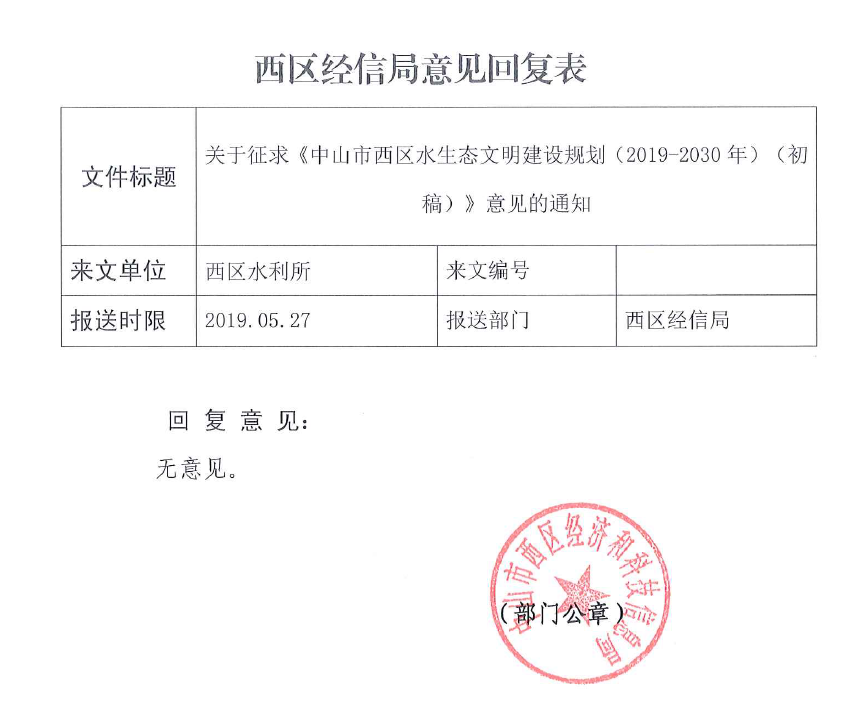 西区经信局意见回复表
文件标题
关于征求《中山市西区水生态文明建设规划（2019-2030 年）（初
稿）》意见的通知
来文单位 西区水利所 来文编号
报送时限 2019.05.27 报送部门 西区经信局
回 复 意 见：
无意见。
中山市西区经济和科技信息局
（部门公章）